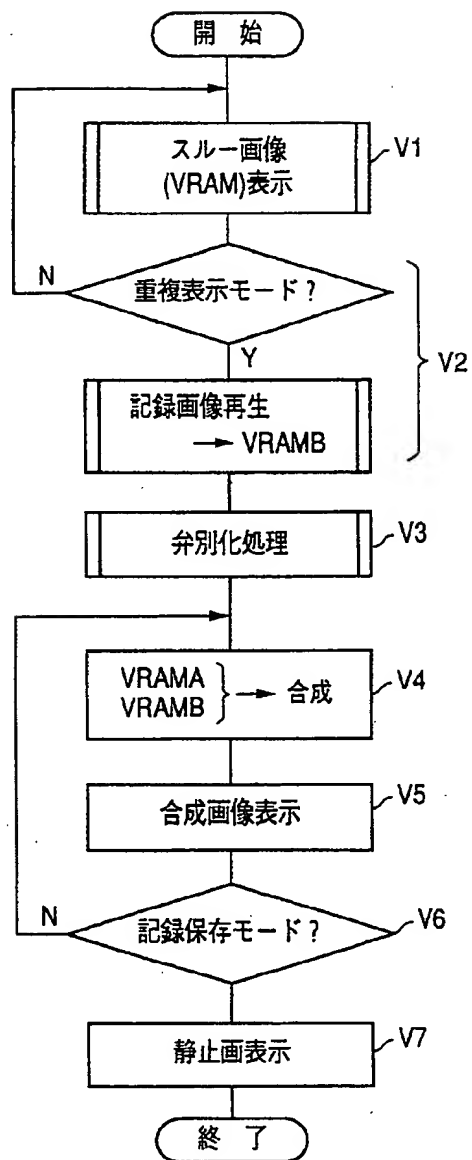 開 始
スルー画像
(VRAM)表示
V1
重複表示モード?
N
Y
V2
記録画像再生
→ VRAMB
弁別化処理
V3
VRAMA
VRAMB } → 合成
V4
合成画像表示
V5
記録保存モード?
N
V6
静止画表示
V7
終 了